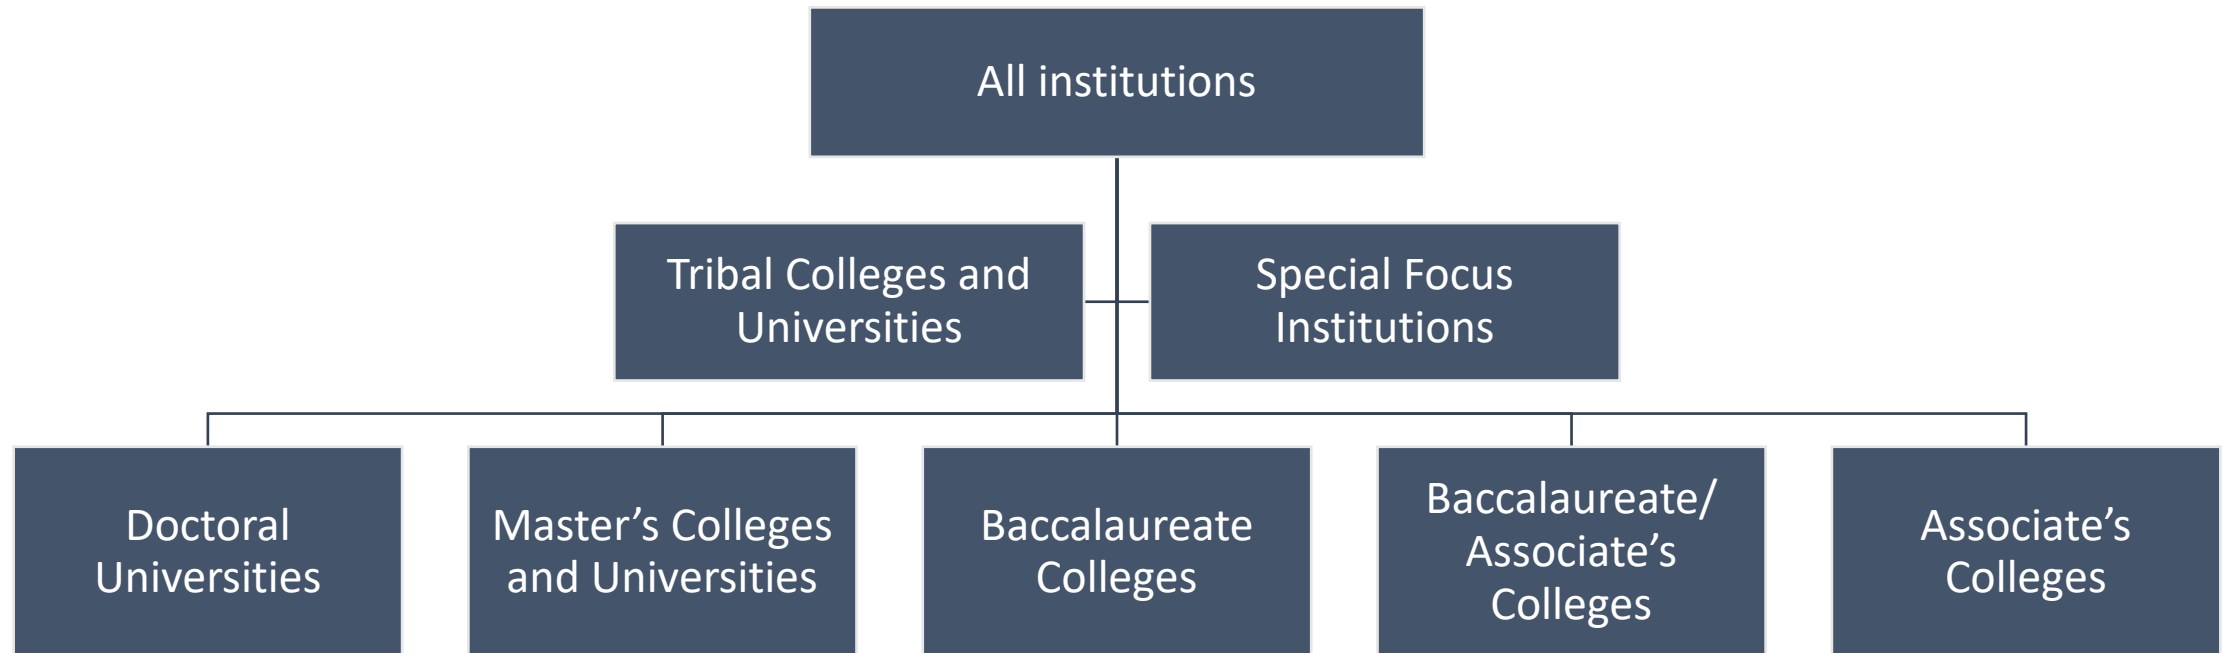 All institutions
Tribal Colleges and
Universities
Special Focus
Institutions
Doctoral
Universities
Master’s Colleges
and Universities
Baccalaureate
Colleges
Baccalaureate/
Associate’s
Colleges
Associate’s
Colleges